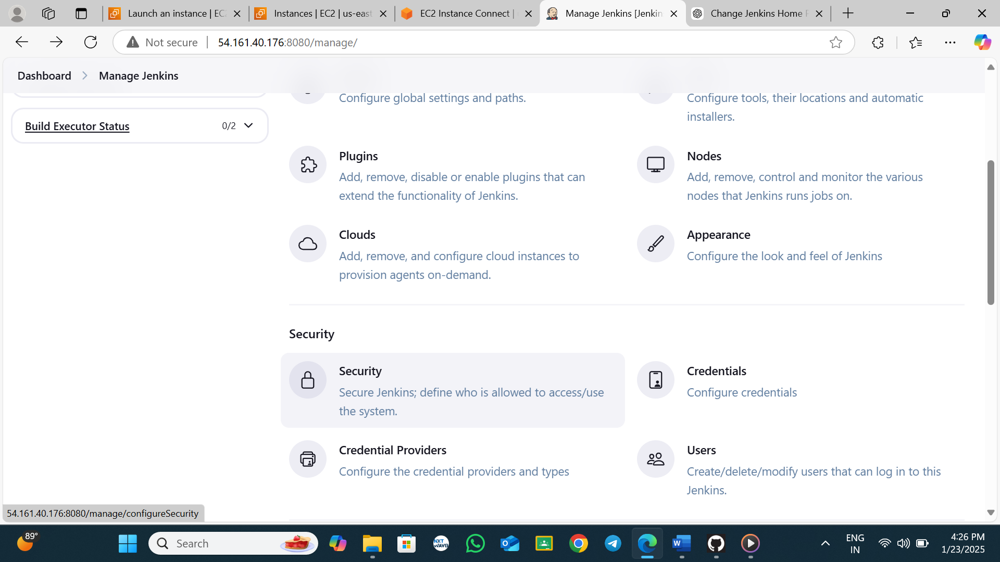 Launch an instance | EC
Instances | EC2 | us-east
EC2 Instance Connect |
Manage Jenkins [Jenkin
Change Jenkins Home
Not secure
54.161.40.176:8080/manage/
Dashboard
Manage Jenkins
Build Executor Status
0/2
Configure global settings and paths.
Configure tools, their locations and automatic
installers.
Plugins
Add, remove, disable or enable plugins that can
extend the functionality of Jenkins.
Nodes
Add, remove, control and monitor the various
nodes that Jenkins runs jobs on.
Clouds
Add, remove, and configure cloud instances to
provision agents on-demand.
Appearance
Configure the look and feel of Jenkins
Security
Security
Secure Jenkins; define who is allowed to access/use
the system.
Credentials
Configure credentials
Credential Providers
Configure the credential providers and types
Users
Create/delete/modify users that can log in to this
Jenkins.
54.161.40.176:8080/manage/configureSecurity
89°
Search
NXT
WAVE
ENG
IN
4:26 PM
1/23/2025